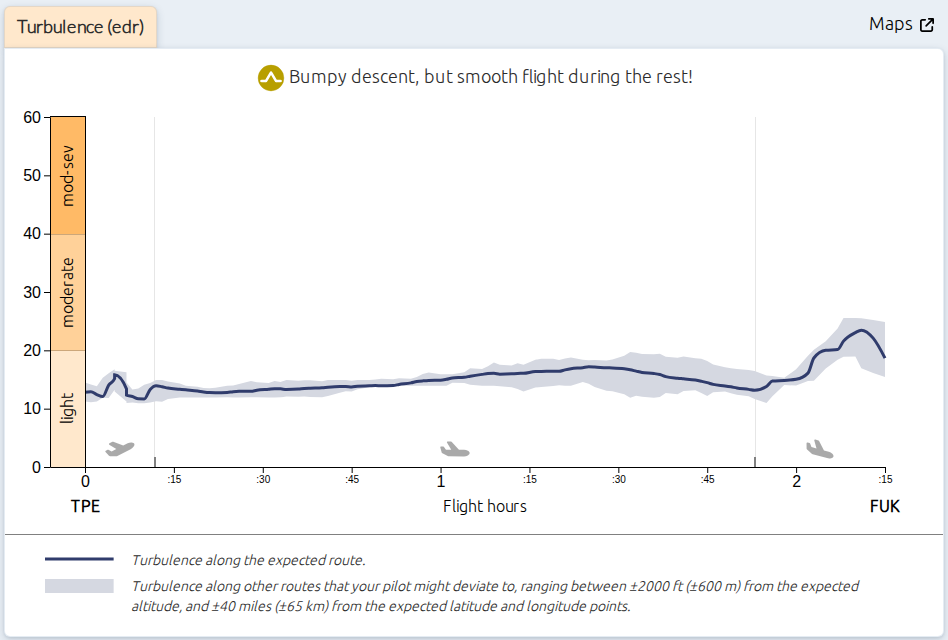 Turbulence (edr)
Maps
Bumpy descent, but smooth flight during the rest!
60
50
40
30
20
10
0
mod-sev
moderate
light
0 :15 :30 :45 1 :15 :30 :45 2 :15
TPE Flight hours FUK
Turbulence along the expected route.
Turbulence along other routes that your pilot might deviate to, ranging between ±2000 ft (±600 m) from the expected
altitude, and ±40 miles (±65 km) from the expected latitude and longitude points.